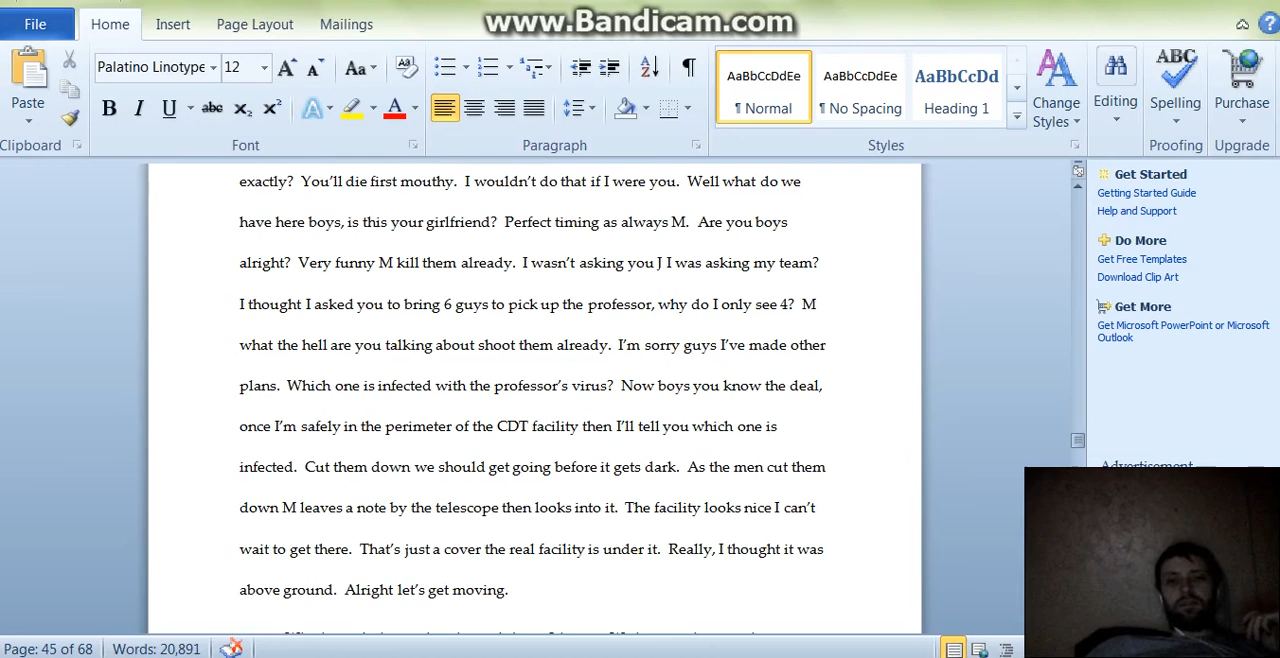 www.Bandicam.com
File Home Insert Page Layout Mailings
Palatino Linotype 12 Aa AaBbCcDdEe AaBbCcDdEe AaBbCcDd ABC
Paste B I U abc X₂ X² A A ¶ Normal ¶ No Spacing Heading 1 Change Styles Editing Spelling Purchase
Clipboard Font Paragraph Styles Proofing Upgrade
exactly? You’ll die first mouthy. I wouldn’t do that if I were you. Well what do we
have here boys, is this your girlfriend? Perfect timing as always M. Are you boys
alright? Very funny M kill them already. I wasn’t asking you J I was asking my team?
I thought I asked you to bring 6 guys to pick up the professor, why do I only see 4? M
what the hell are you talking about shoot them already. I’m sorry guys I’ve made other
plans. Which one is infected with the professor’s virus? Now boys you know the deal,
once I’m safely in the perimeter of the CDT facility then I’ll tell you which one is
infected. Cut them down we should get going before it gets dark. As the men cut them
down M leaves a note by the telescope then looks into it. The facility looks nice I can’t
wait to get there. That’s just a cover the real facility is under it. Really, I thought it was
above ground. Alright let’s get moving.
Get Started
Getting Started Guide
Help and Support
Do More
Get Free Templates
Download Clip Art
Get More
Get Microsoft PowerPoint or Microsoft
Outlook
Advertisement
Page: 45 of 68 Words: 20,891